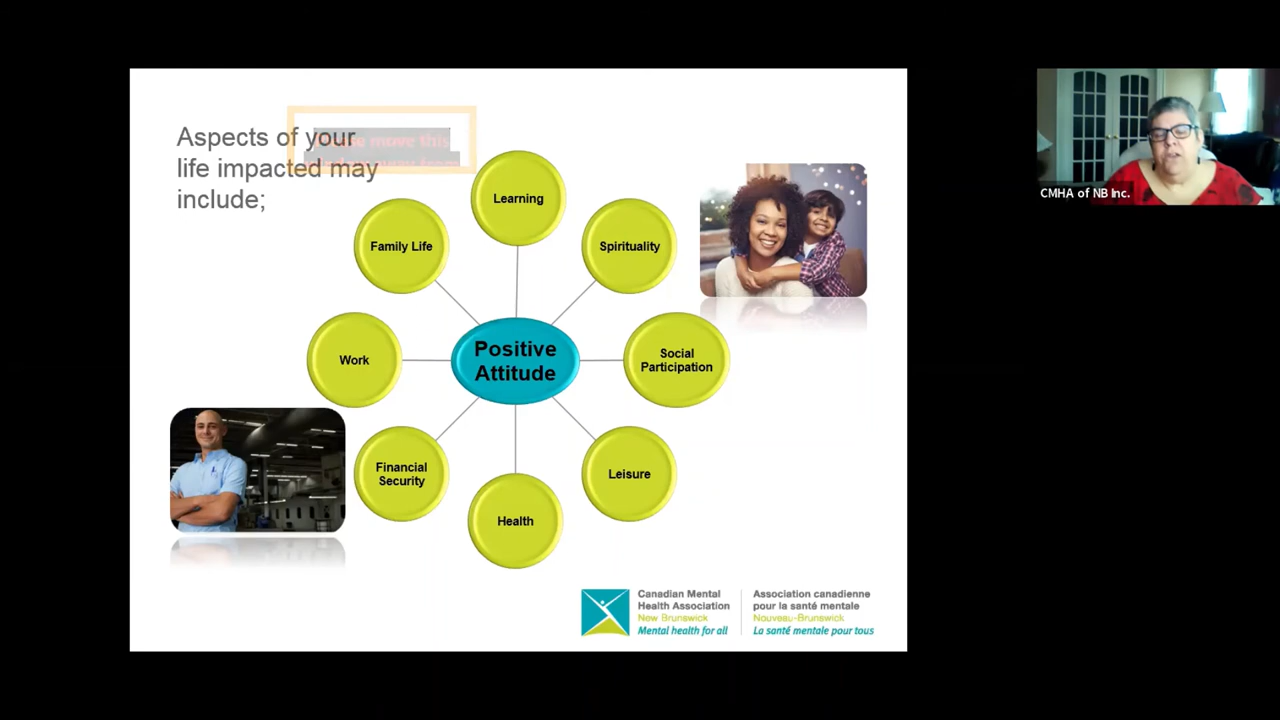 Aspects of your
life impacted may
include;
move this
Learning
Family Life
Spirituality
Work
Positive
Attitude
Social
Participation
Financial
Security
Leisure
Health
Canadian Mental
Health Association
New Brunswick
Mental health for all
Association canadienne
pour la santé mentale
Nouveau-Brunswick
La santé mentale pour tous
CMHA of NB Inc.